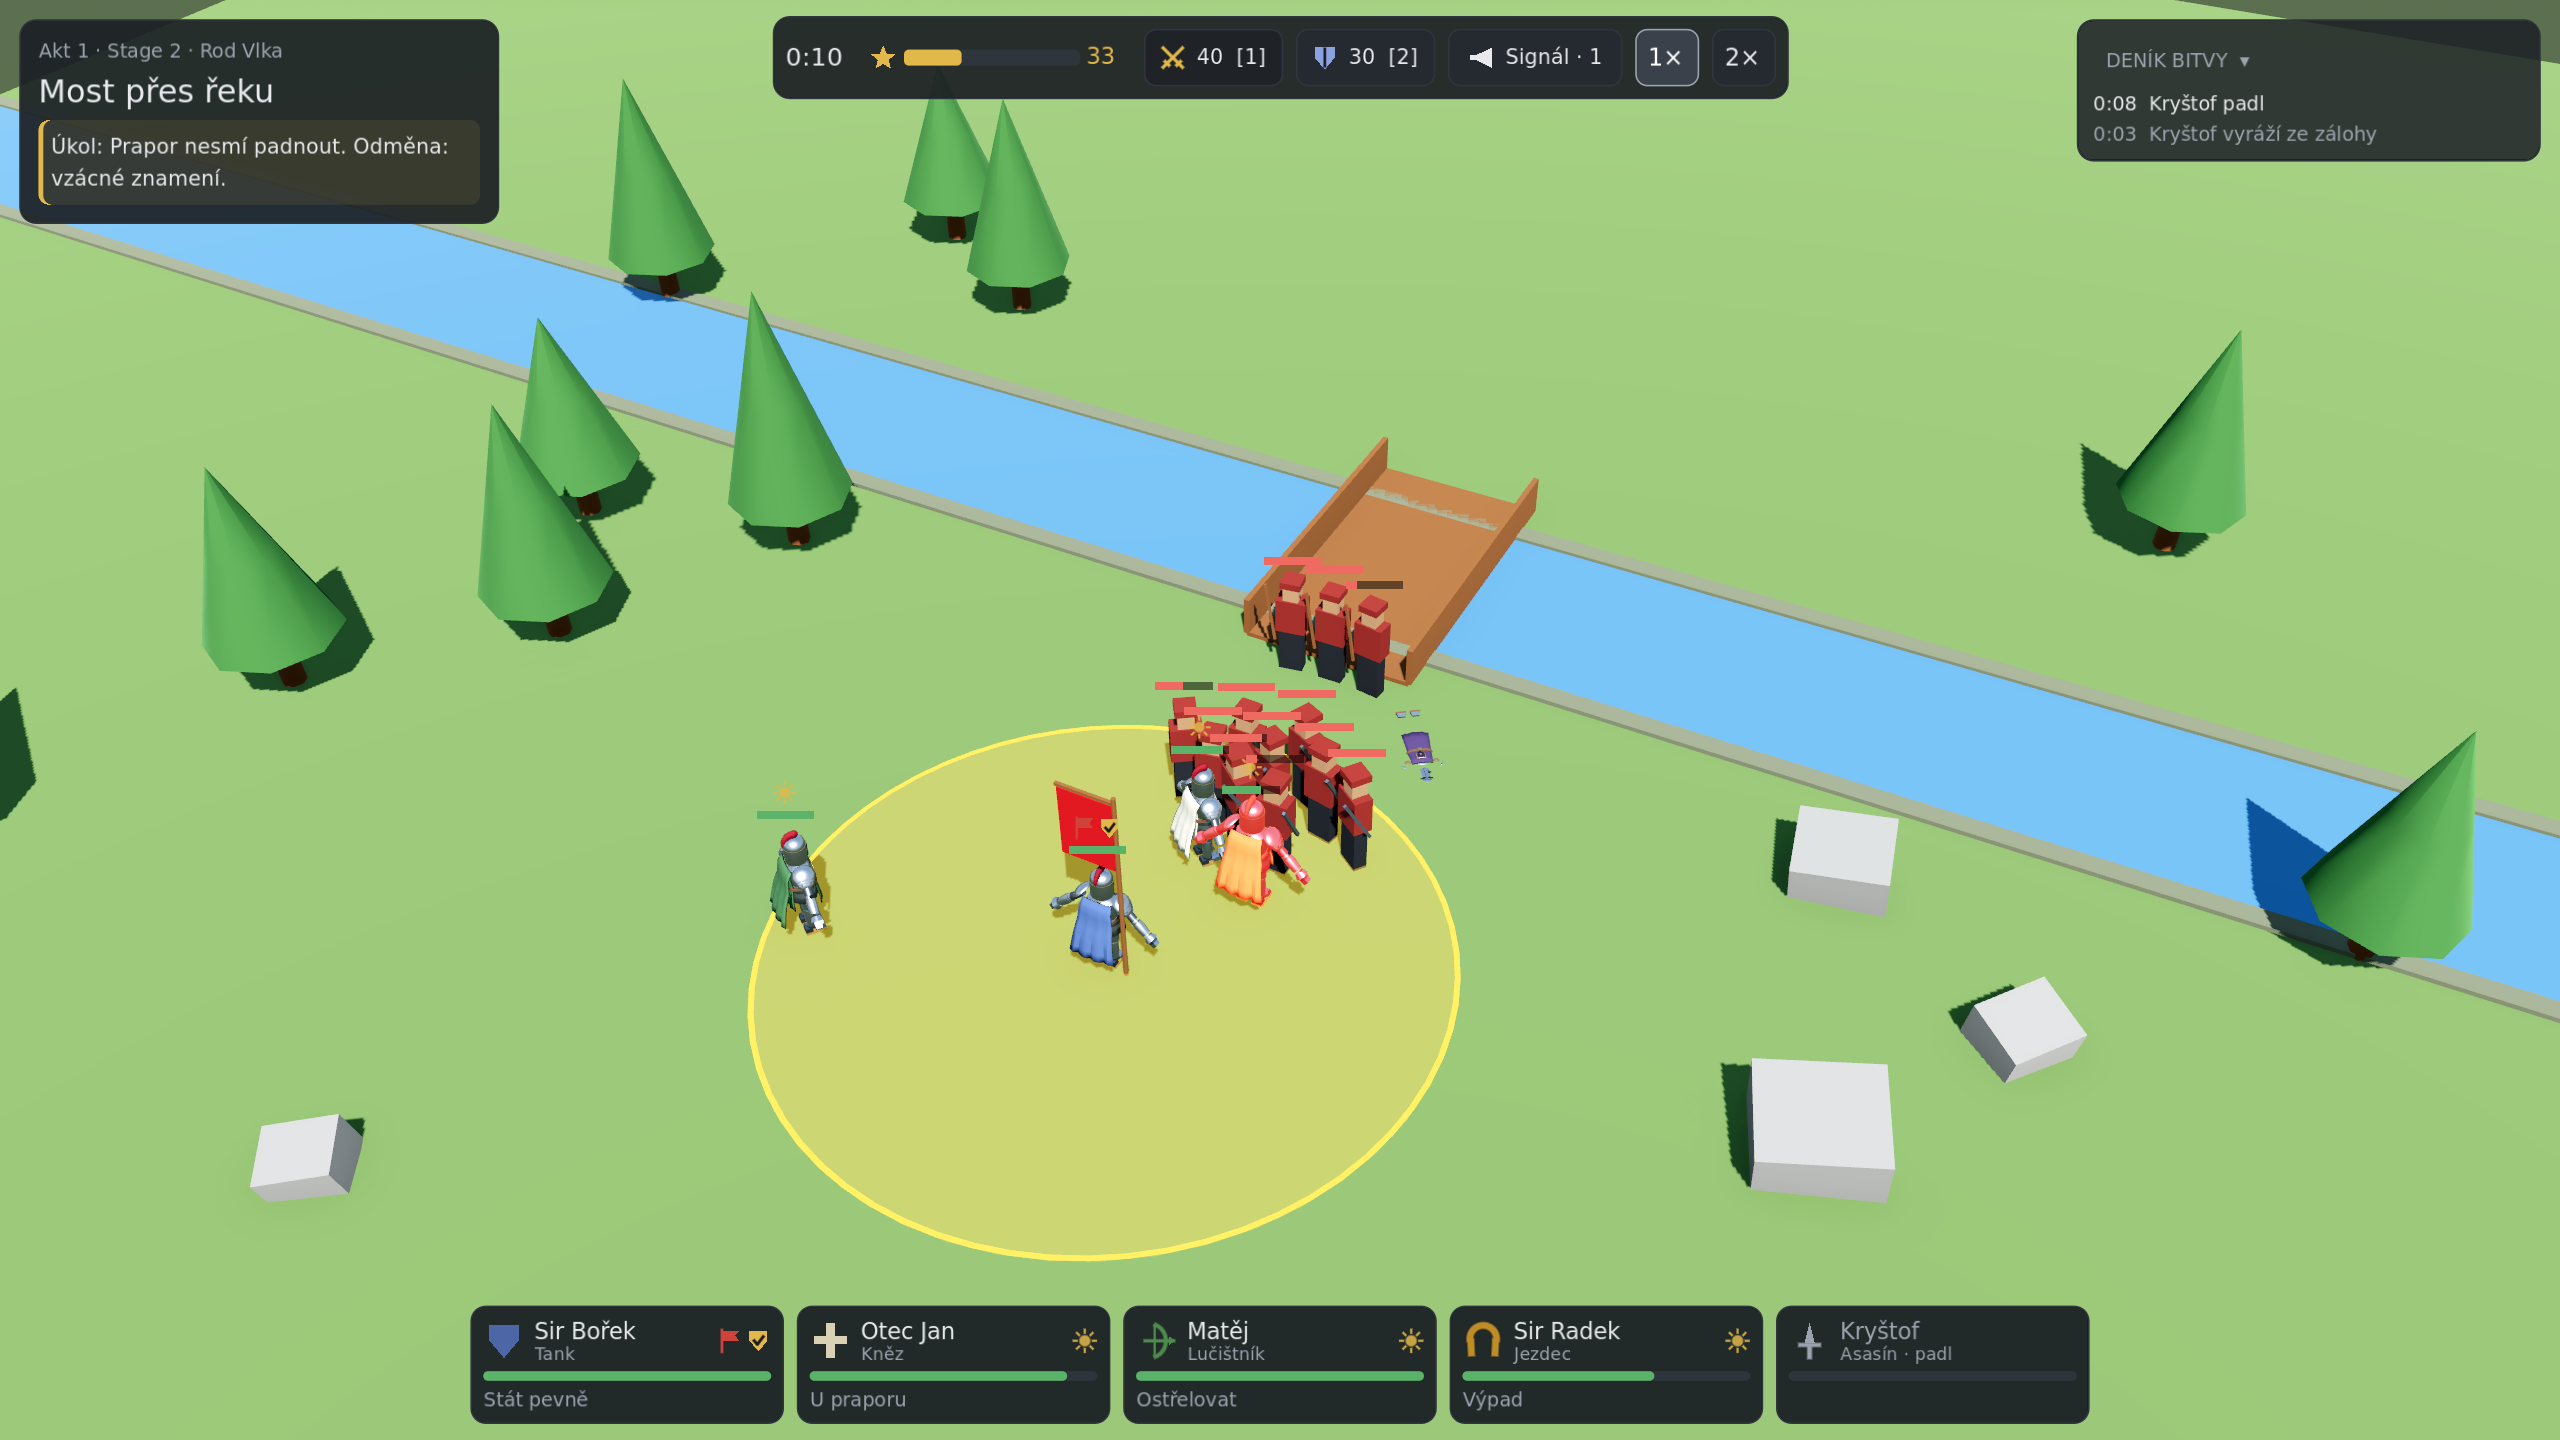 Akt 1 · Stage 2 · Rod Vlka
Most přes řeku
Úkol: Prapor nesmí padnout. Odměna:
vzácné znamení.
0:10
33
40 [1]
30 [2]
Signál · 1
1×
2×
DENÍK BITVY ▼
0:08 Kryštof padl
0:03 Kryštof vyráží ze zálohy
Sir Bořek
Tank
Stát pevně
Otec Jan
Kněz
U praporu
Matěj
Lučištník
Ostřelovat
Sir Radek
Jezdec
Výpad
Kryštof
Asasín · padl